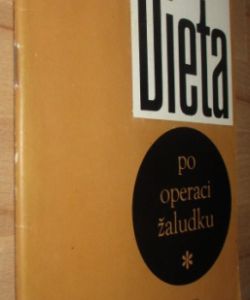 Dieta
po
operaci
žaludku
*